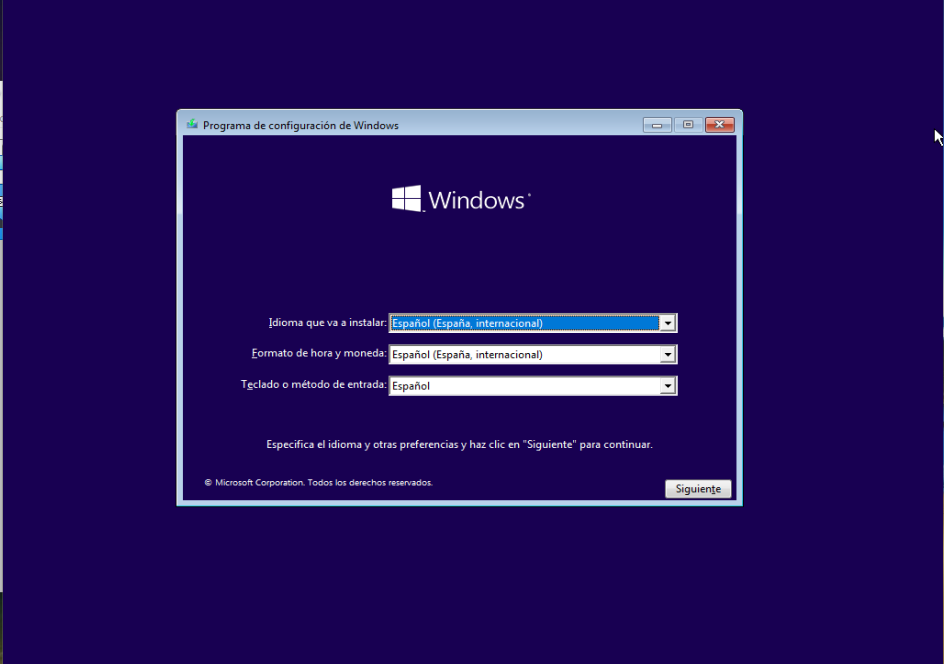 Programa de configuración de Windows
Windows
Idioma que va a instalar: Español (España, internacional)
Formato de hora y moneda: Español (España, internacional)
Teclado o método de entrada: Español
Especifica el idioma y otras preferencias y haz clic en "Siguiente" para continuar.
© Microsoft Corporation. Todos los derechos reservados.
Siguiente